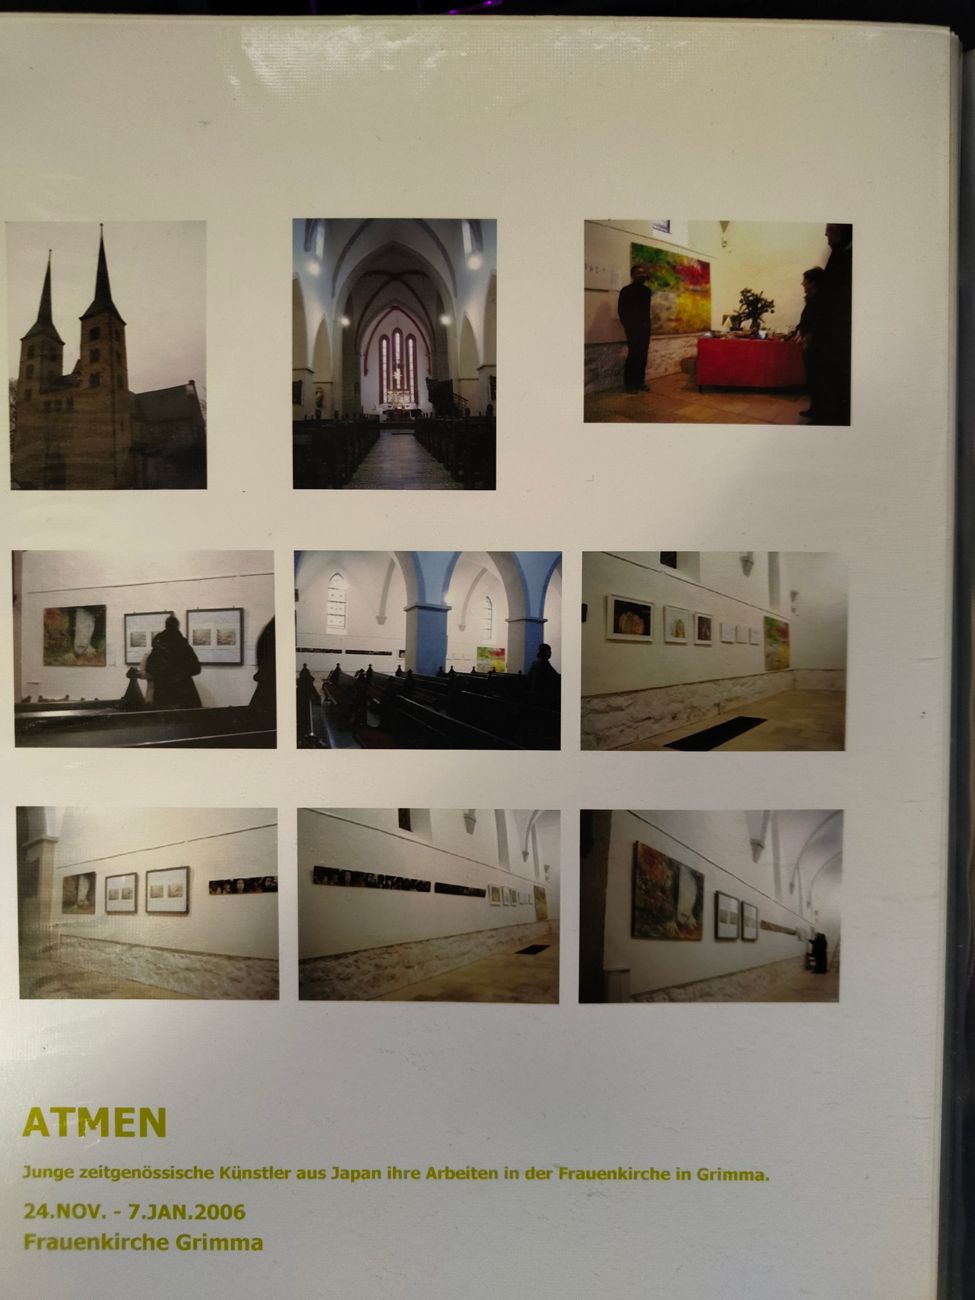 ATMEN
Junge zeitgenössische Künstler aus Japan ihre Arbeiten in der Frauenkirche in Grimma.
24.NOV. - 7.JAN.2006
Frauenkirche Grimma